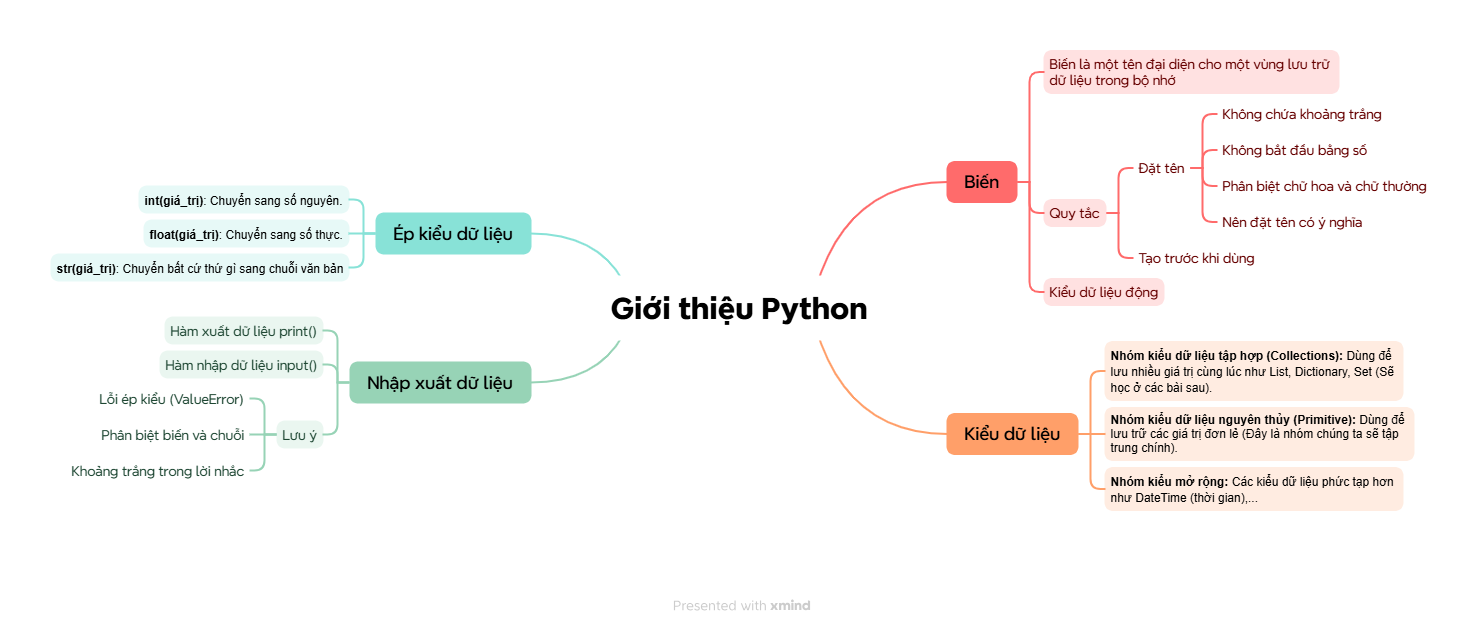 Giới thiệu Python
Biến
Biến là một tên đại diện cho một vùng lưu trữ
dữ liệu trong bộ nhớ
Quy tắc
Đặt tên
Không chứa khoảng trắng
Không bắt đầu bằng số
Phân biệt chữ hoa và chữ thường
Nên đặt tên có ý nghĩa
Tạo trước khi dùng
Kiểu dữ liệu động
Kiểu dữ liệu
Nhóm kiểu dữ liệu tập hợp (Collections): Dùng để
lưu nhiều giá trị cùng lúc như List, Dictionary, Set (Sẽ
học ở các bài sau).
Nhóm kiểu dữ liệu nguyên thủy (Primitive): Dùng để
lưu trữ các giá trị đơn lẻ (Đây là nhóm chúng ta sẽ tập
trung chính).
Nhóm kiểu mở rộng: Các kiểu dữ liệu phức tạp hơn
như DateTime (thời gian),...
Ép kiểu dữ liệu
int(giá_trị): Chuyển sang số nguyên.
float(giá_trị): Chuyển sang số thực.
str(giá_trị): Chuyển bất cứ thứ gì sang chuỗi văn bản
Nhập xuất dữ liệu
Hàm xuất dữ liệu print()
Hàm nhập dữ liệu input()
Lưu ý
Lỗi ép kiểu (ValueError)
Phân biệt biến và chuỗi
Khoảng trắng trong lời nhắc
Presented with xmind